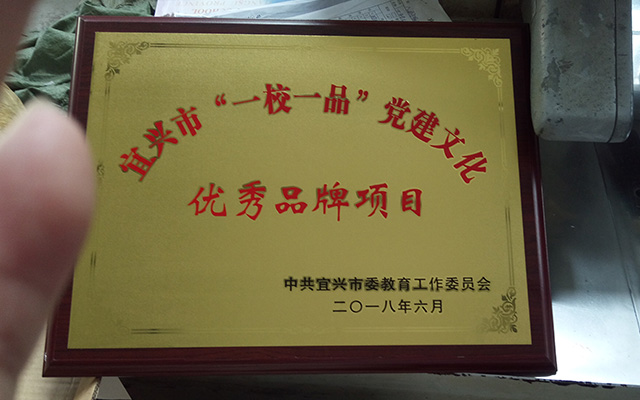 宜兴市“一校一品”党建文化
优秀品牌项目
中共宜兴市委教育工作委员会
二〇一八年六月